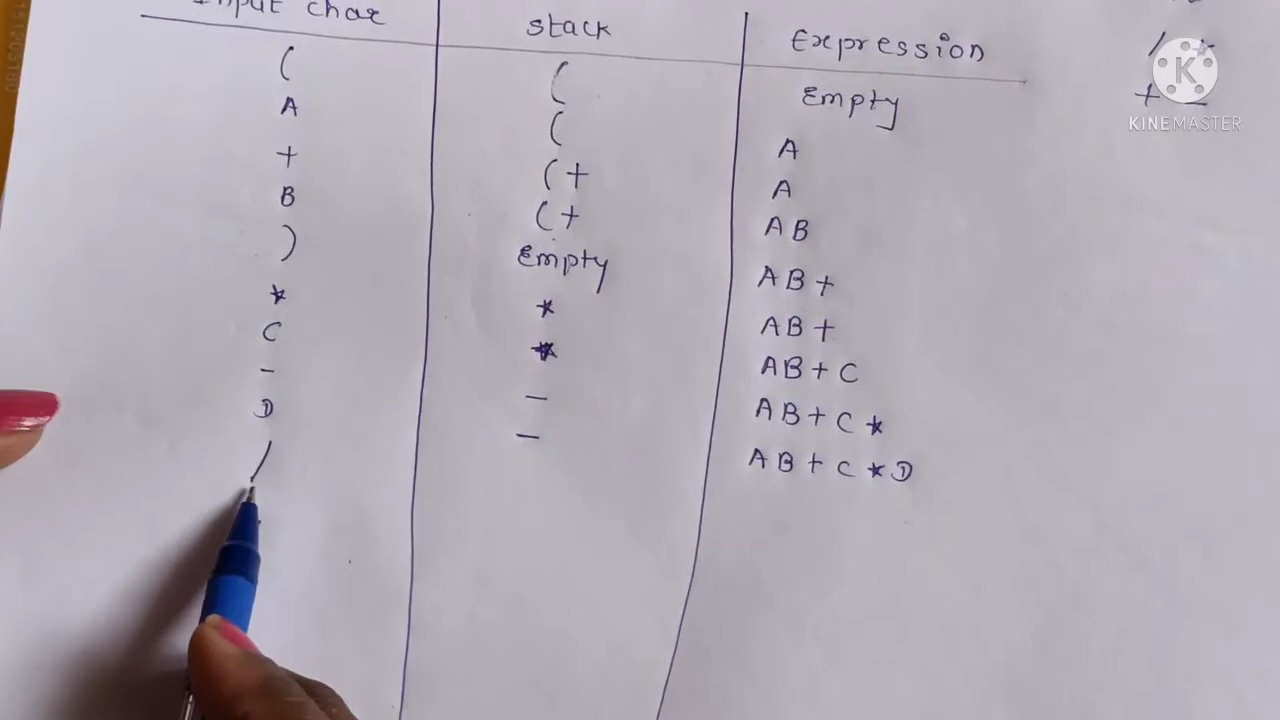 Input char
stack
Expression
/ *
+ -
KINEMASTER
( ( Empty
A ( A
+ (+ A
B (+ AB
) Empty AB+
* * AB+
C * AB+C
- - AB+C*
D - AB+C*D
/